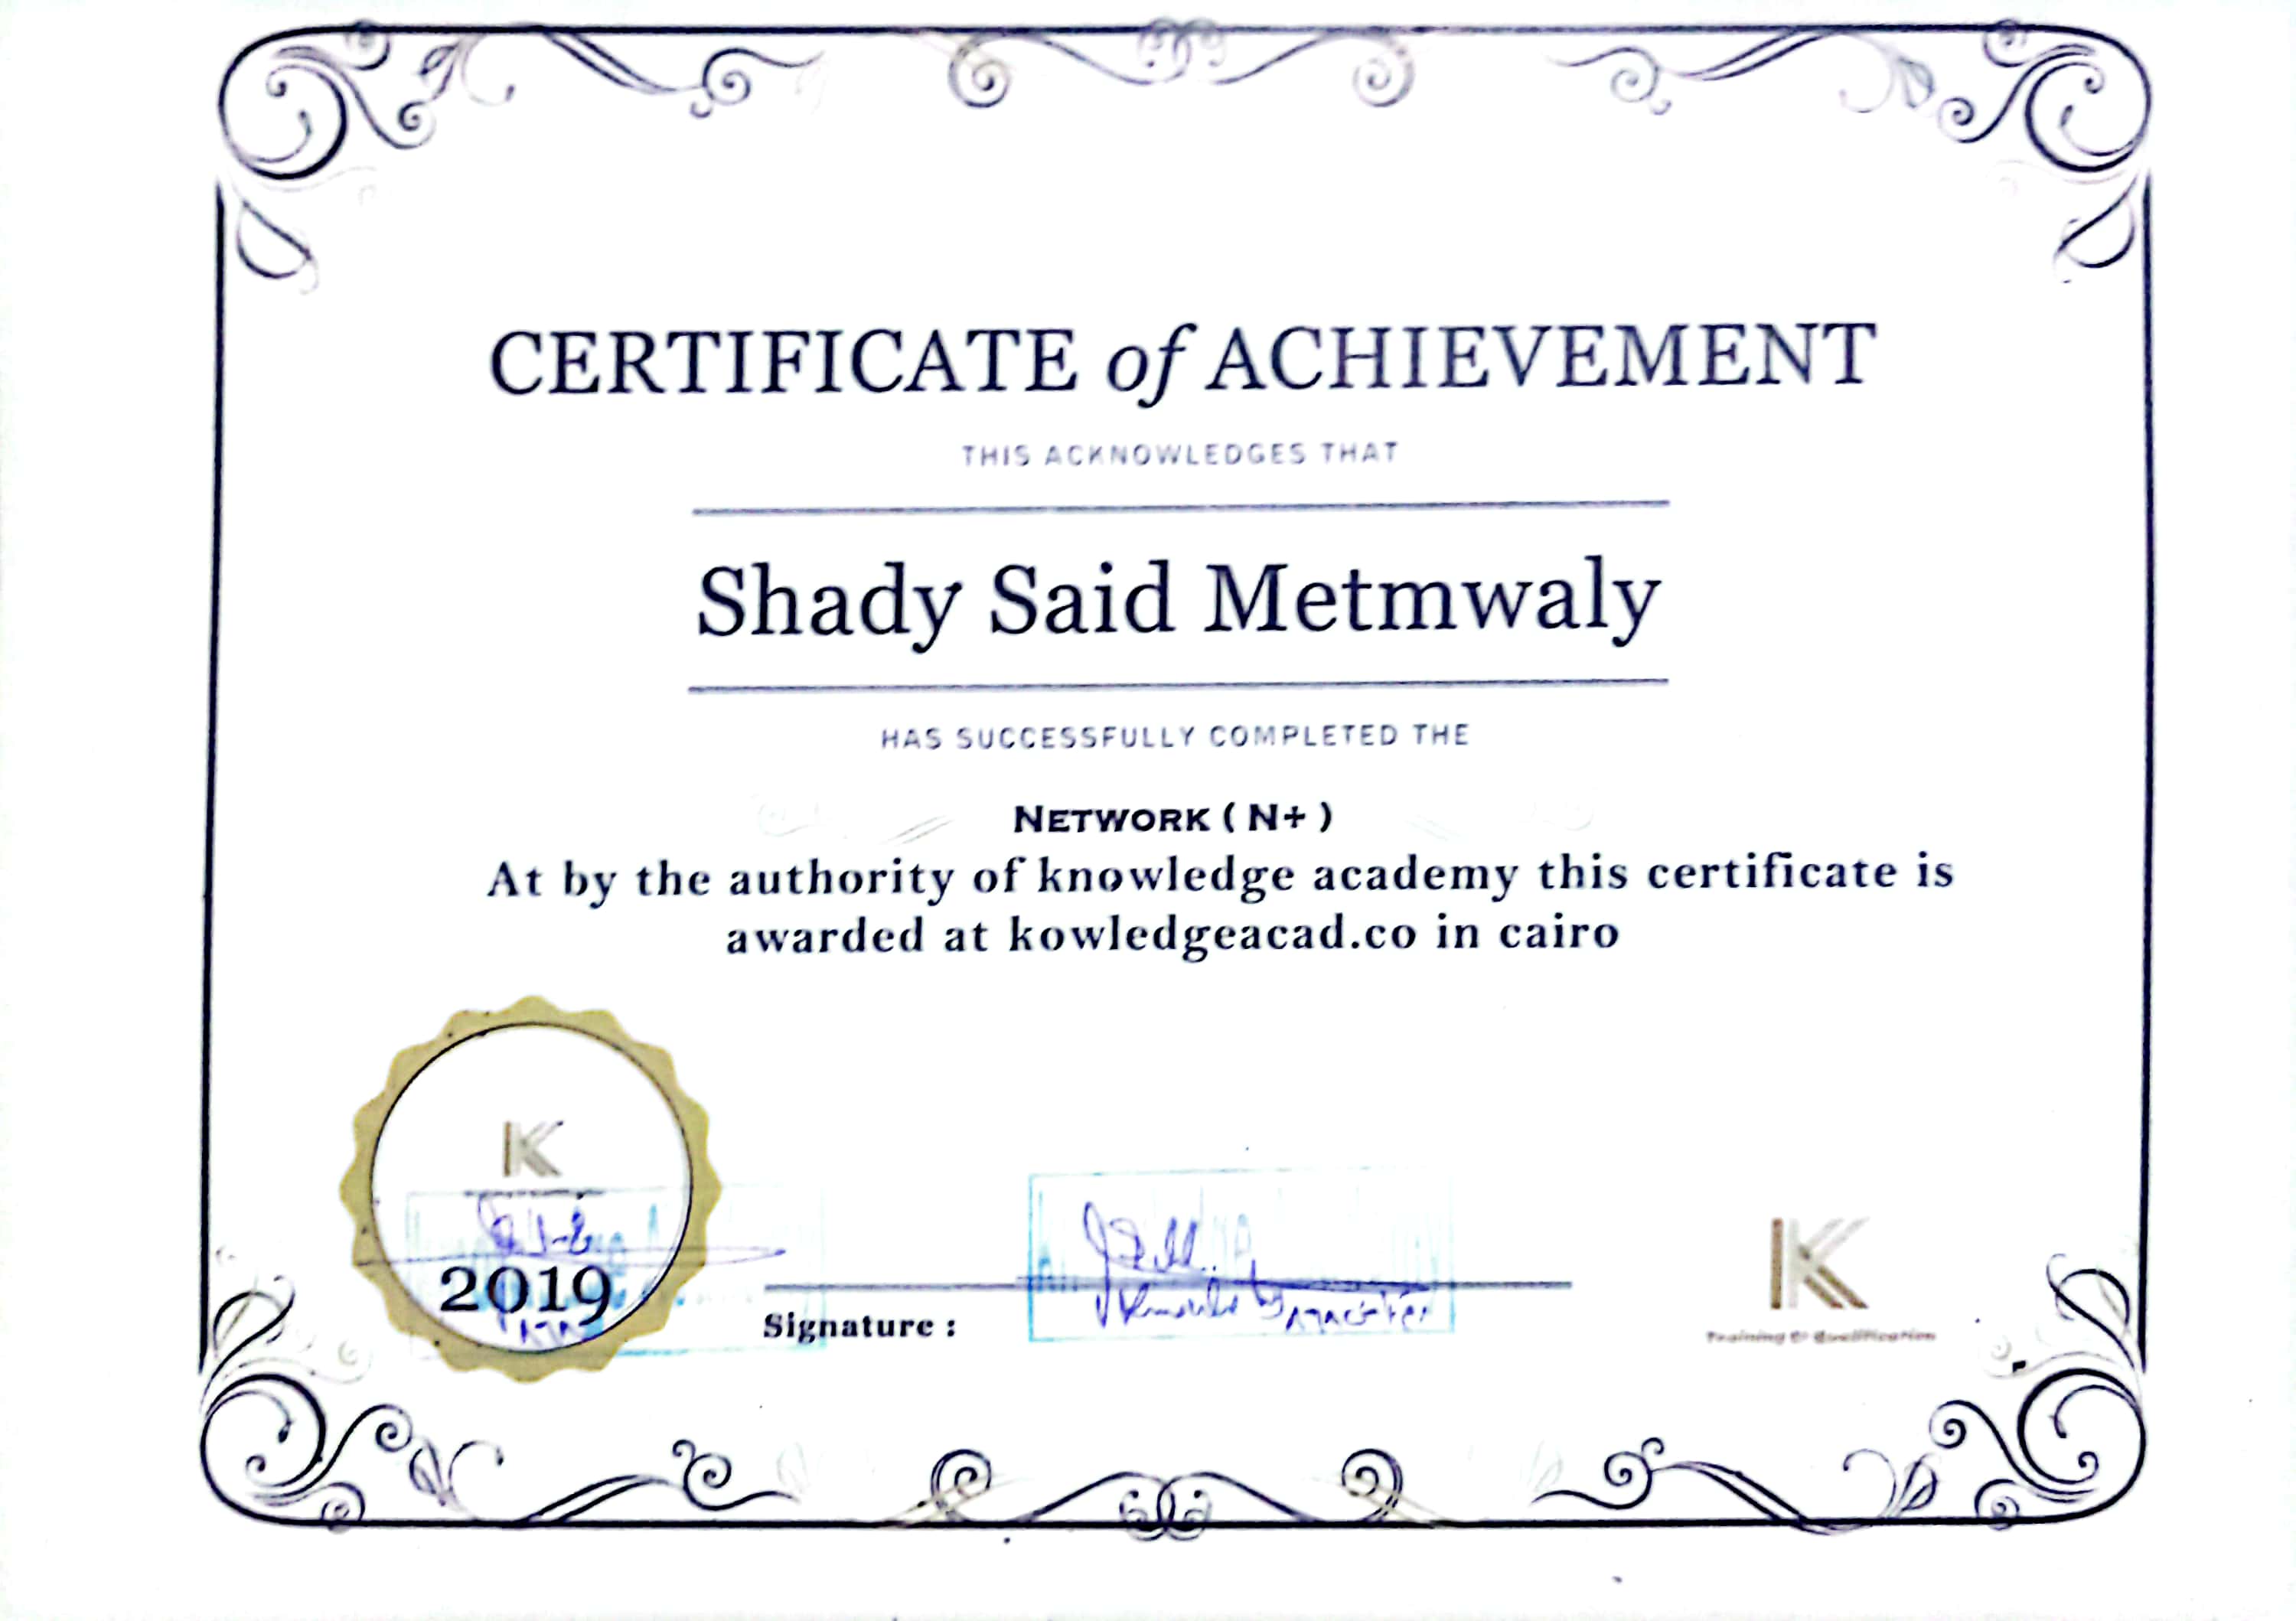 CERTIFICATE of ACHIEVEMENT
THIS ACKNOWLEDGES THAT
Shady Said Metmwaly
HAS SUCCESSFULLY COMPLETED THE
NETWORK ( N+ )
At by the authority of knowledge academy this certificate is
awarded at kowledgeacad.co in cairo
K
2019
Signature :
K
Training & Qualification